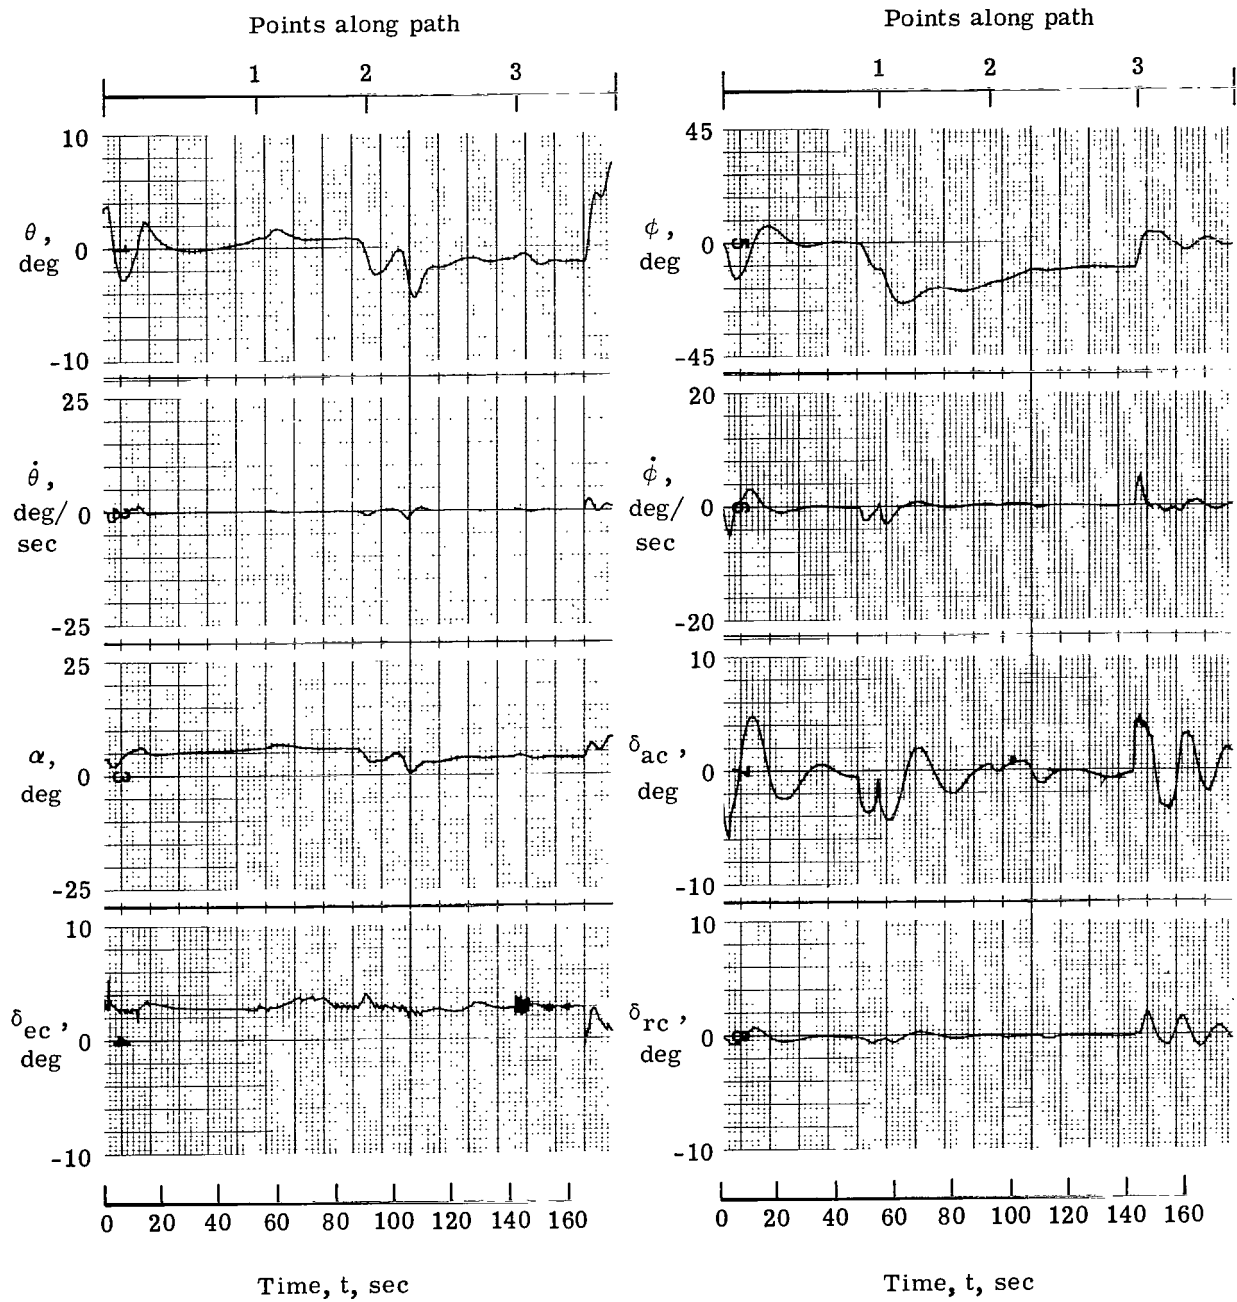 Points along path
1 2 3
10
θ,
deg
0
-10
25
θ̇,
deg/
sec
0
-25
25
α,
deg
0
-25
10
δec,
deg
0
-10
0 20 40 60 80 100 120 140 160
Time, t, sec
Points along path
1 2 3
45
ϕ,
deg
0
-45
20
ϕ̇,
deg/
sec
0
-20
10
δac,
deg
0
-10
10
δrc,
deg
0
-10
0 20 40 60 80 100 120 140 160
Time, t, sec